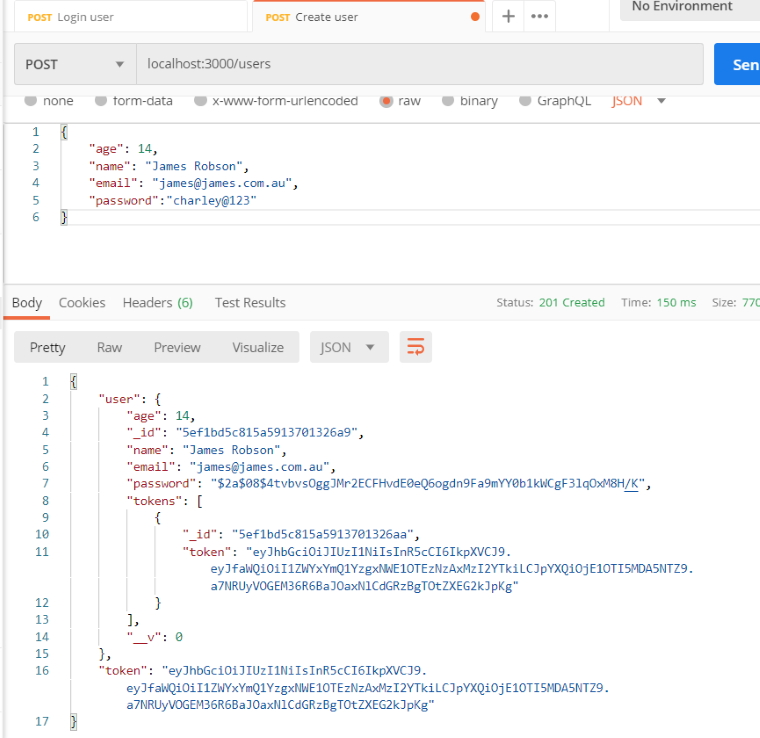 POST Login user
POST Create user
No Environment
POST localhost:3000/users
Sen
none form-data x-www-form-urlencoded raw binary GraphQL JSON
1 {
2 "age": 14,
3 "name": "James Robson",
4 "email": "james@james.com.au",
5 "password":"charley@123"
6 }
Body Cookies Headers (6) Test Results Status: 201 Created Time: 150 ms Size: 770
Pretty Raw Preview Visualize JSON
1 {
2 "user": {
3 "age": 14,
4 "_id": "5ef1bd5c815a5913701326a9",
5 "name": "James Robson",
6 "email": "james@james.com.au",
7 "password": "$2a$08$4tvbvsOggJMr2ECFHvdE0eQ6ogdn9Fa9mYY0b1kWCgF3lqOxM8H/K",
8 "tokens": [
9 {
10 "_id": "5ef1bd5c815a5913701326aa",
11 "token": "eyJhbGciOiJIUzI1NiIsInR5cCI6IkpXVCJ9.
eyJfaWQiOiI1ZWYxYmQ1YzgxNWE1OTEzNzAxMzI2YTkiLCJpYXQiOjE1OTI5MDA5NTZ9.
a7NRUyVOGEM36R6BaJOaxNlCdGRzBgTOtZXEG2kJpKg"
12 }
13 ],
14 "__v": 0
15 },
16 "token": "eyJhbGciOiJIUzI1NiIsInR5cCI6IkpXVCJ9.
eyJfaWQiOiI1ZWYxYmQ1YzgxNWE1OTEzNzAxMzI2YTkiLCJpYXQiOjE1OTI5MDA5NTZ9.
a7NRUyVOGEM36R6BaJOaxNlCdGRzBgTOtZXEG2kJpKg"
17 }